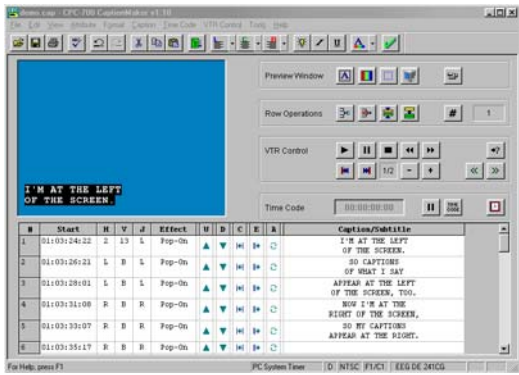 demo.cap - CPC-700 CaptionMaker v1.10
File Edit View Attribute Format Caption Time Code VTR Control Tools Help
Preview Window
Row Operations
# 1
VTR Control
1/2 - +
Time Code 00:00:00:00
I'M AT THE LEFT
OF THE SCREEN.
# Start H V J Effect U D C E A Caption/Subtitle
1 01:03:24:22 2 13 L Pop-On I'M AT THE LEFT
OF THE SCREEN.
2 01:03:26:21 L B L Pop-On SO CAPTIONS
OF WHAT I SAY
3 01:03:28:01 L B L Pop-On APPEAR AT THE LEFT
OF THE SCREEN, TOO.
4 01:03:31:08 R B R Pop-On NOW I'M AT THE
RIGHT OF THE SCREEN,
5 01:03:33:07 R B R Pop-On SO MY CAPTIONS
APPEAR AT THE RIGHT.
6 01:03:35:17 R B R Pop-On
For Help, press F1 PC System Timer D NTSC F1/C1 EEG DE 241CG